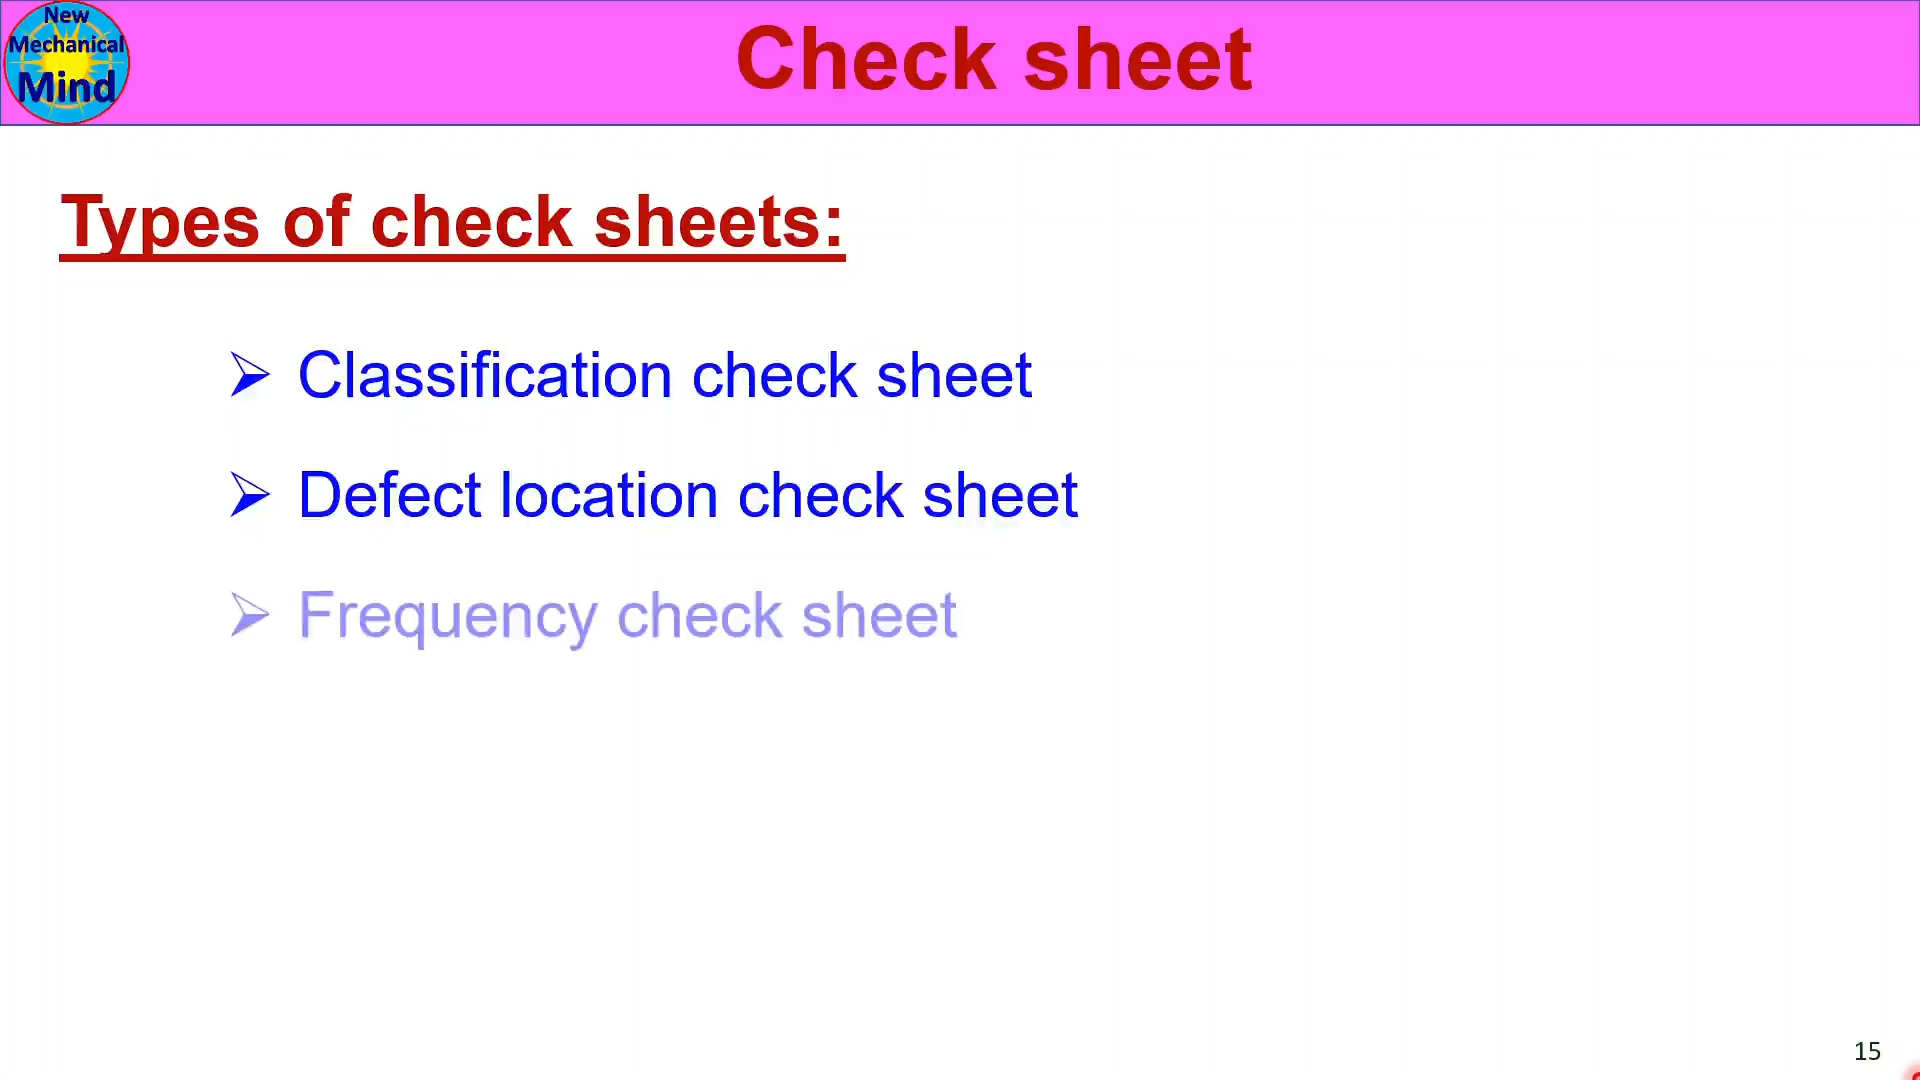 New
Mechanical
Mind
Check sheet
Types of check sheets:
➢ Classification check sheet
➢ Defect location check sheet
➢ Frequency check sheet
15